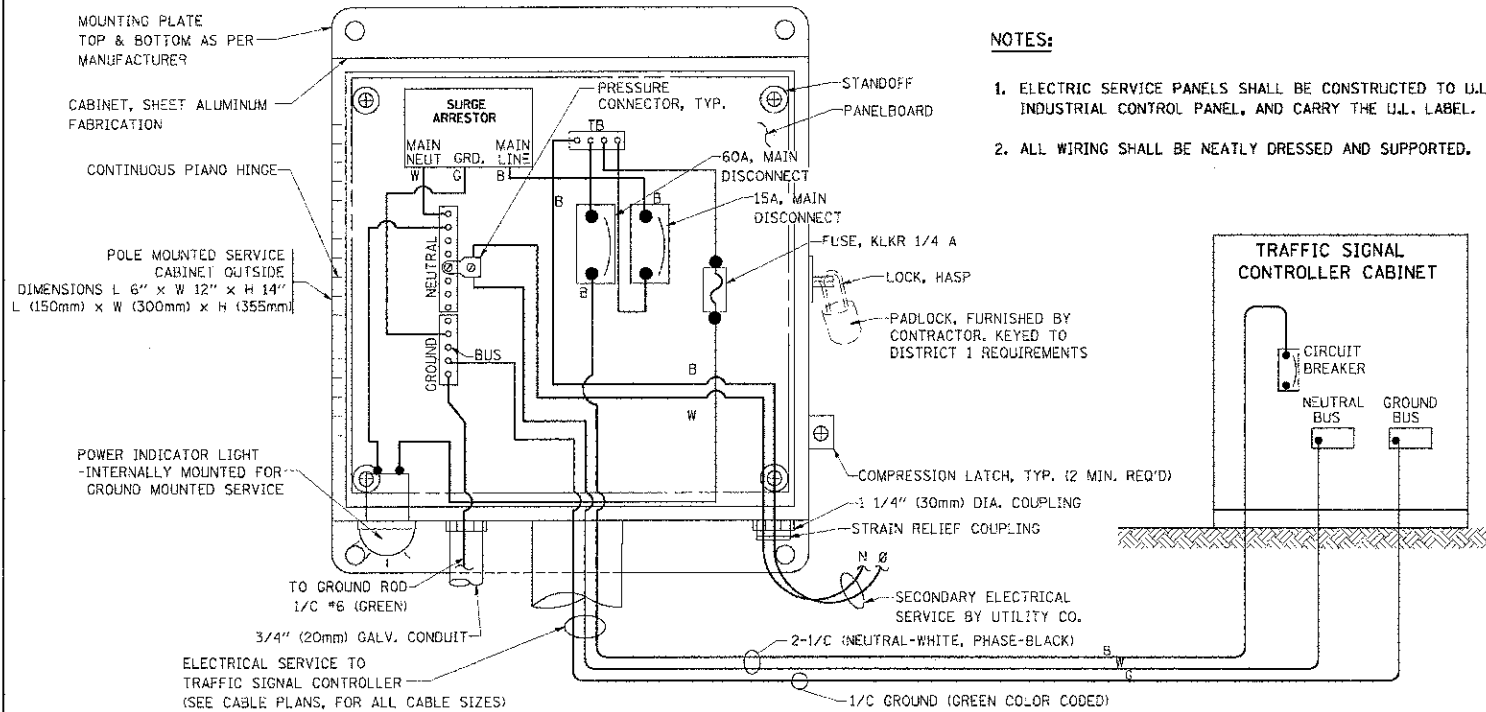 MOUNTING PLATE
TOP & BOTTOM AS PER
MANUFACTURER
CABINET, SHEET ALUMINUM
FABRICATION
CONTINUOUS PIANO HINGE
POLE MOUNTED SERVICE
CABINET OUTSIDE
DIMENSIONS L 6" x W 12" x H 14"
L (150mm) x W (300mm) x H (355mm)
POWER INDICATOR LIGHT
-INTERNALLY MOUNTED FOR
GROUND MOUNTED SERVICE
TO GROUND ROD
1/C #6 (GREEN)
3/4" (20mm) GALV. CONDUIT
ELECTRICAL SERVICE TO
TRAFFIC SIGNAL CONTROLLER
(SEE CABLE PLANS, FOR ALL CABLE SIZES)
SURGE
ARRESTOR
MAIN
NEUT
GRD.
MAIN
LINE
W
G
B
PRESSURE
CONNECTOR, TYP.
TB
60A, MAIN
DISCONNECT
15A, MAIN
DISCONNECT
B
B
B
NEUTRAL
GROUND
BUS
B
W
STANDOFF
PANELBOARD
FUSE, KLKR 1/4 A
LOCK, HASP
PADLOCK, FURNISHED BY
CONTRACTOR. KEYED TO
DISTRICT 1 REQUIREMENTS
COMPRESSION LATCH, TYP. (2 MIN. REQ'D)
1 1/4" (30mm) DIA. COUPLING
STRAIN RELIEF COUPLING
N Ø
SECONDARY ELECTRICAL
SERVICE BY UTILITY CO.
2-1/C (NEUTRAL-WHITE, PHASE-BLACK)
B
W
G
1/C GROUND (GREEN COLOR CODED)
NOTES:
1. ELECTRIC SERVICE PANELS SHALL BE CONSTRUCTED TO U.L
INDUSTRIAL CONTROL PANEL, AND CARRY THE U.L. LABEL.
2. ALL WIRING SHALL BE NEATLY DRESSED AND SUPPORTED.
TRAFFIC SIGNAL
CONTROLLER CABINET
CIRCUIT
BREAKER
NEUTRAL
BUS
GROUND
BUS